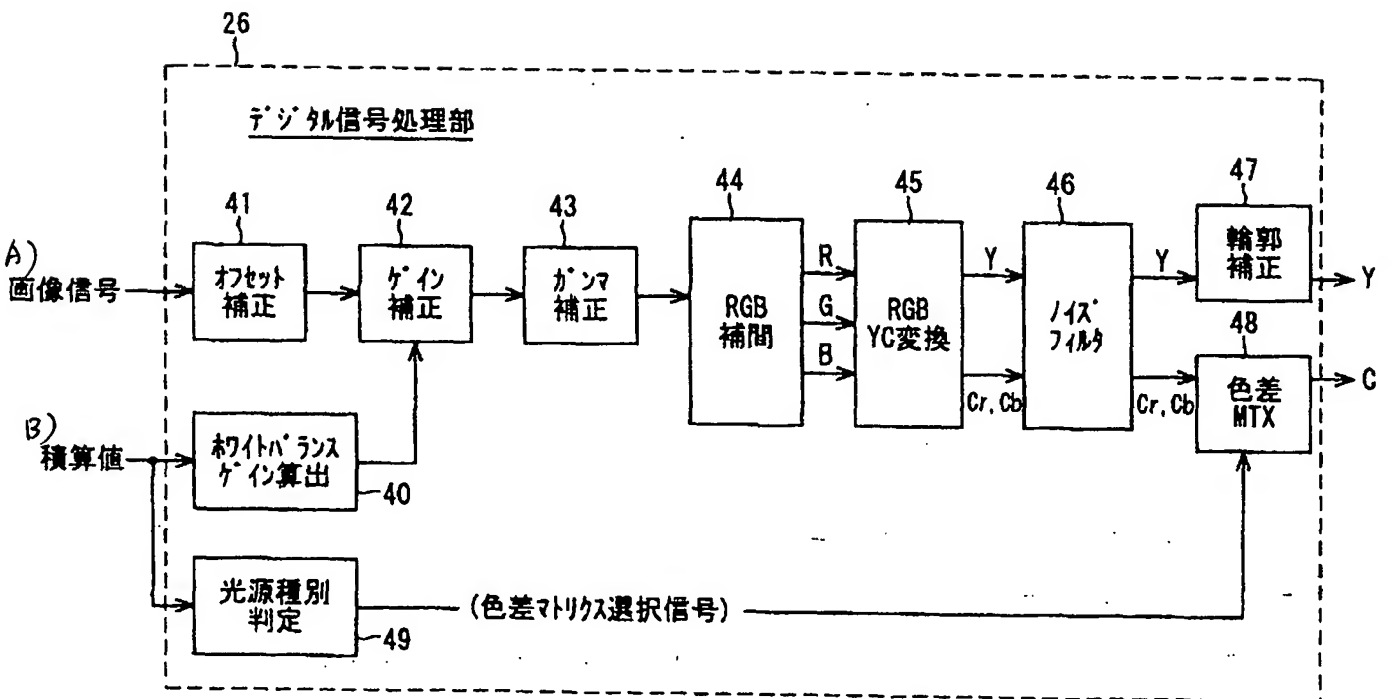 26
デジタル信号処理部
41
42
43
44
45
46
47
A)
画像信号
オフセット
補正
ゲイン
補正
ガンマ
補正
RGB
補間
R
G
B
RGB
YC変換
Y
Cr, Cb
ノイズ
フィルタ
Y
Cr, Cb
輪郭
補正
Y
48
色差
MTX
C
B)
積算値
ホワイトバランス
ゲイン算出
40
光源種別
判定
49
(色差マトリクス選択信号)